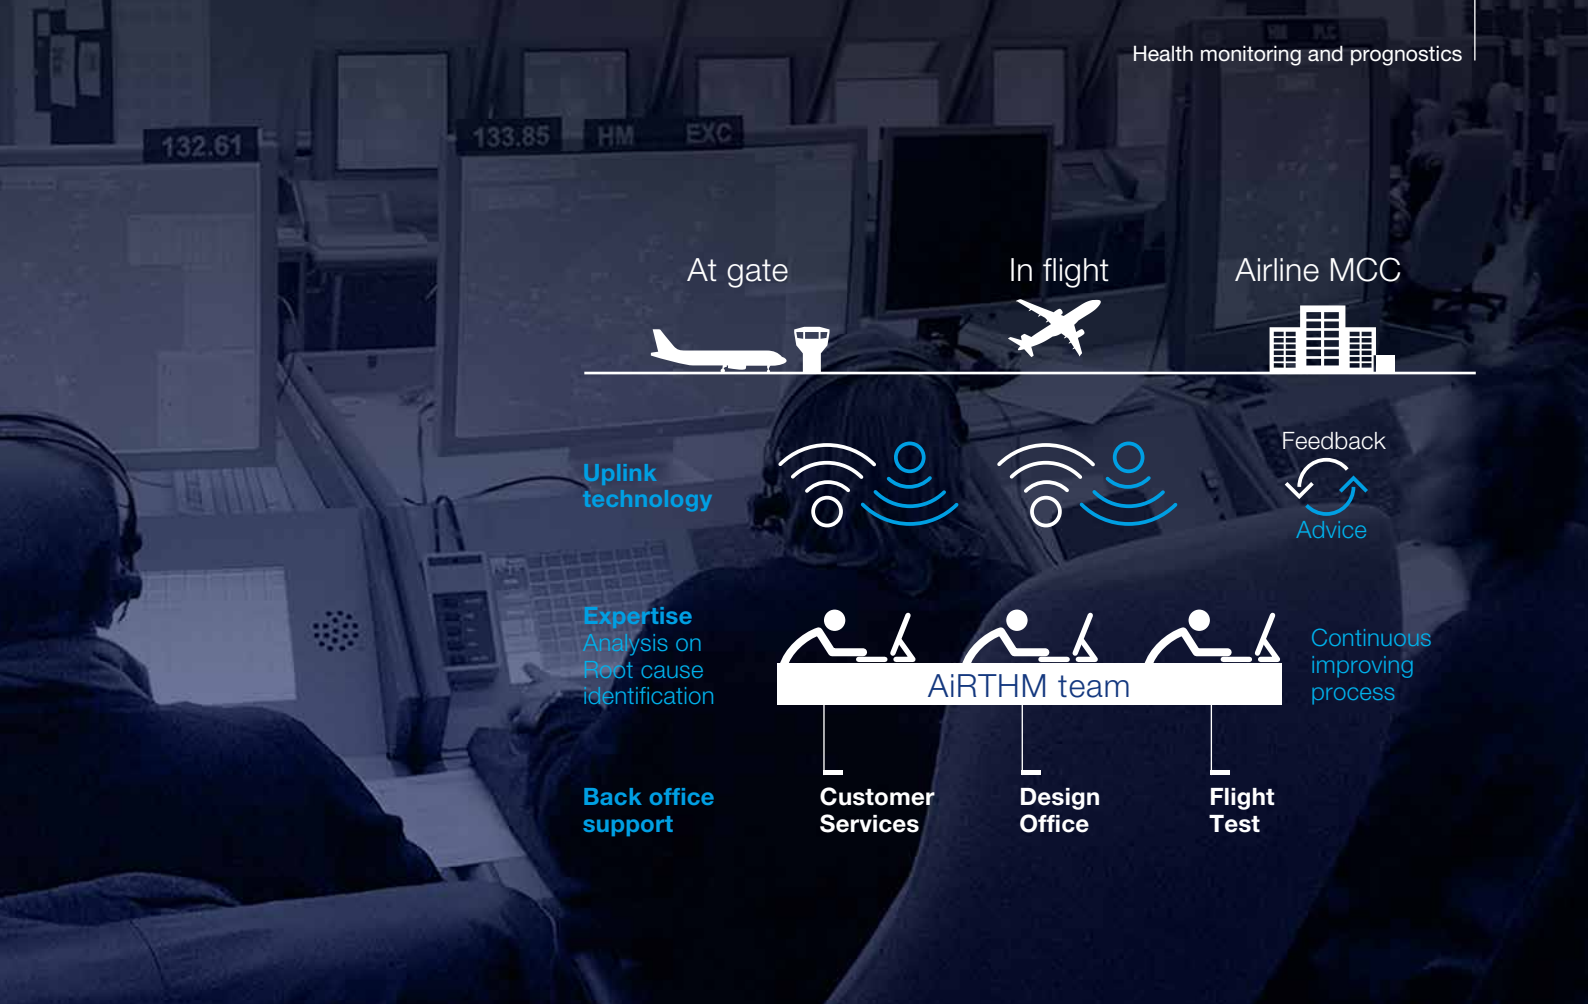 Health monitoring and prognostics
132.61
133.85 HM EXC
At gate
In flight
Airline MCC
Feedback
Advice
Uplink
technology
Expertise
Analysis on
Root cause
identification
AiRTHM team
Continuous
improving
process
Back office
support
Customer
Services
Design
Office
Flight
Test